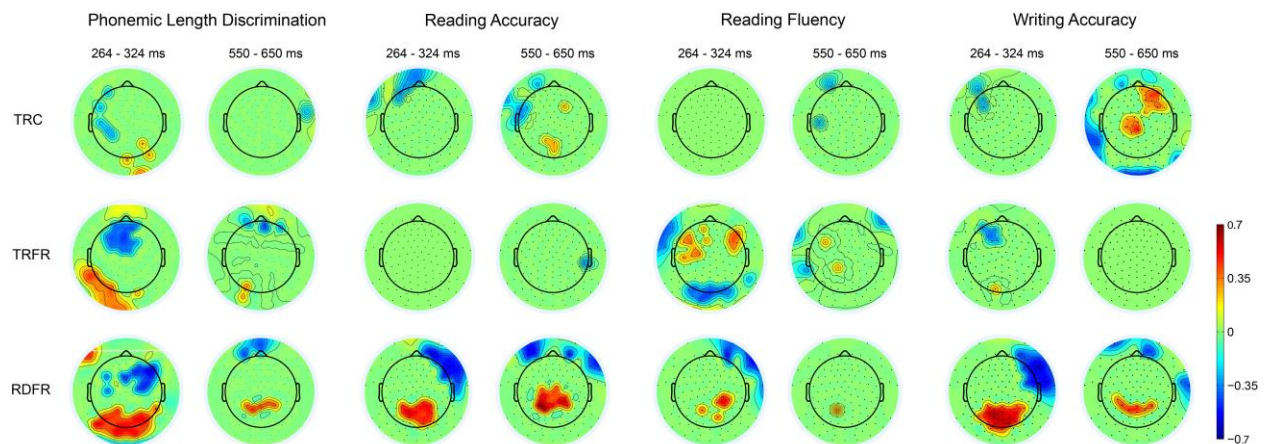 Phonemic Length Discrimination Reading Accuracy Reading Fluency Writing Accuracy
264 - 324 ms 550 - 650 ms 264 - 324 ms 550 - 650 ms 264 - 324 ms 550 - 650 ms 264 - 324 ms 550 - 650 ms
TRC
TRFR
RDFR
0.7
0.35
0
−0.35
−0.7